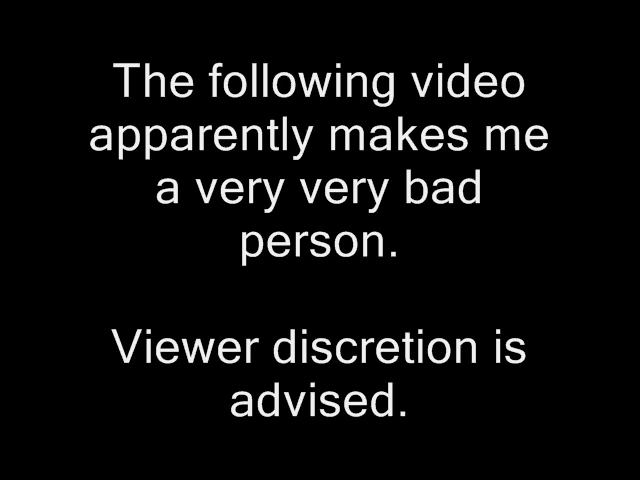 The following video
apparently makes me
a very very bad
person.
Viewer discretion is
advised.